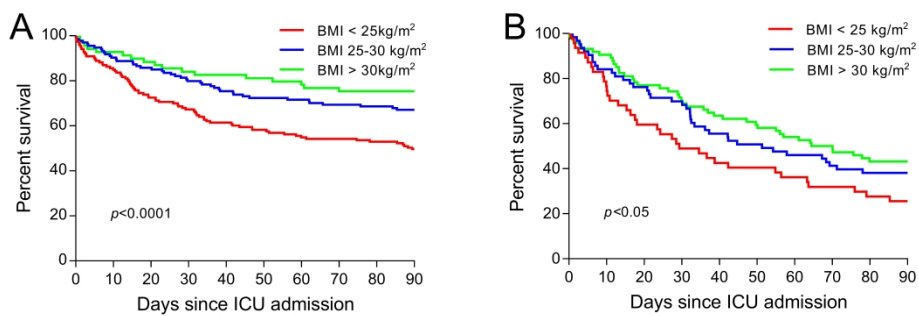 A
BMI < 25kg/m²
BMI 25-30 kg/m²
BMI > 30kg/m²
Percent survival
100
80
60
40
20
0
p<0.0001
0 10 20 30 40 50 60 70 80 90
Days since ICU admission
B
BMI < 25 kg/m²
BMI 25-30 kg/m²
BMI > 30 kg/m²
Percent survival
100
80
60
40
20
0
p<0.05
0 10 20 30 40 50 60 70 80 90
Days since ICU admission